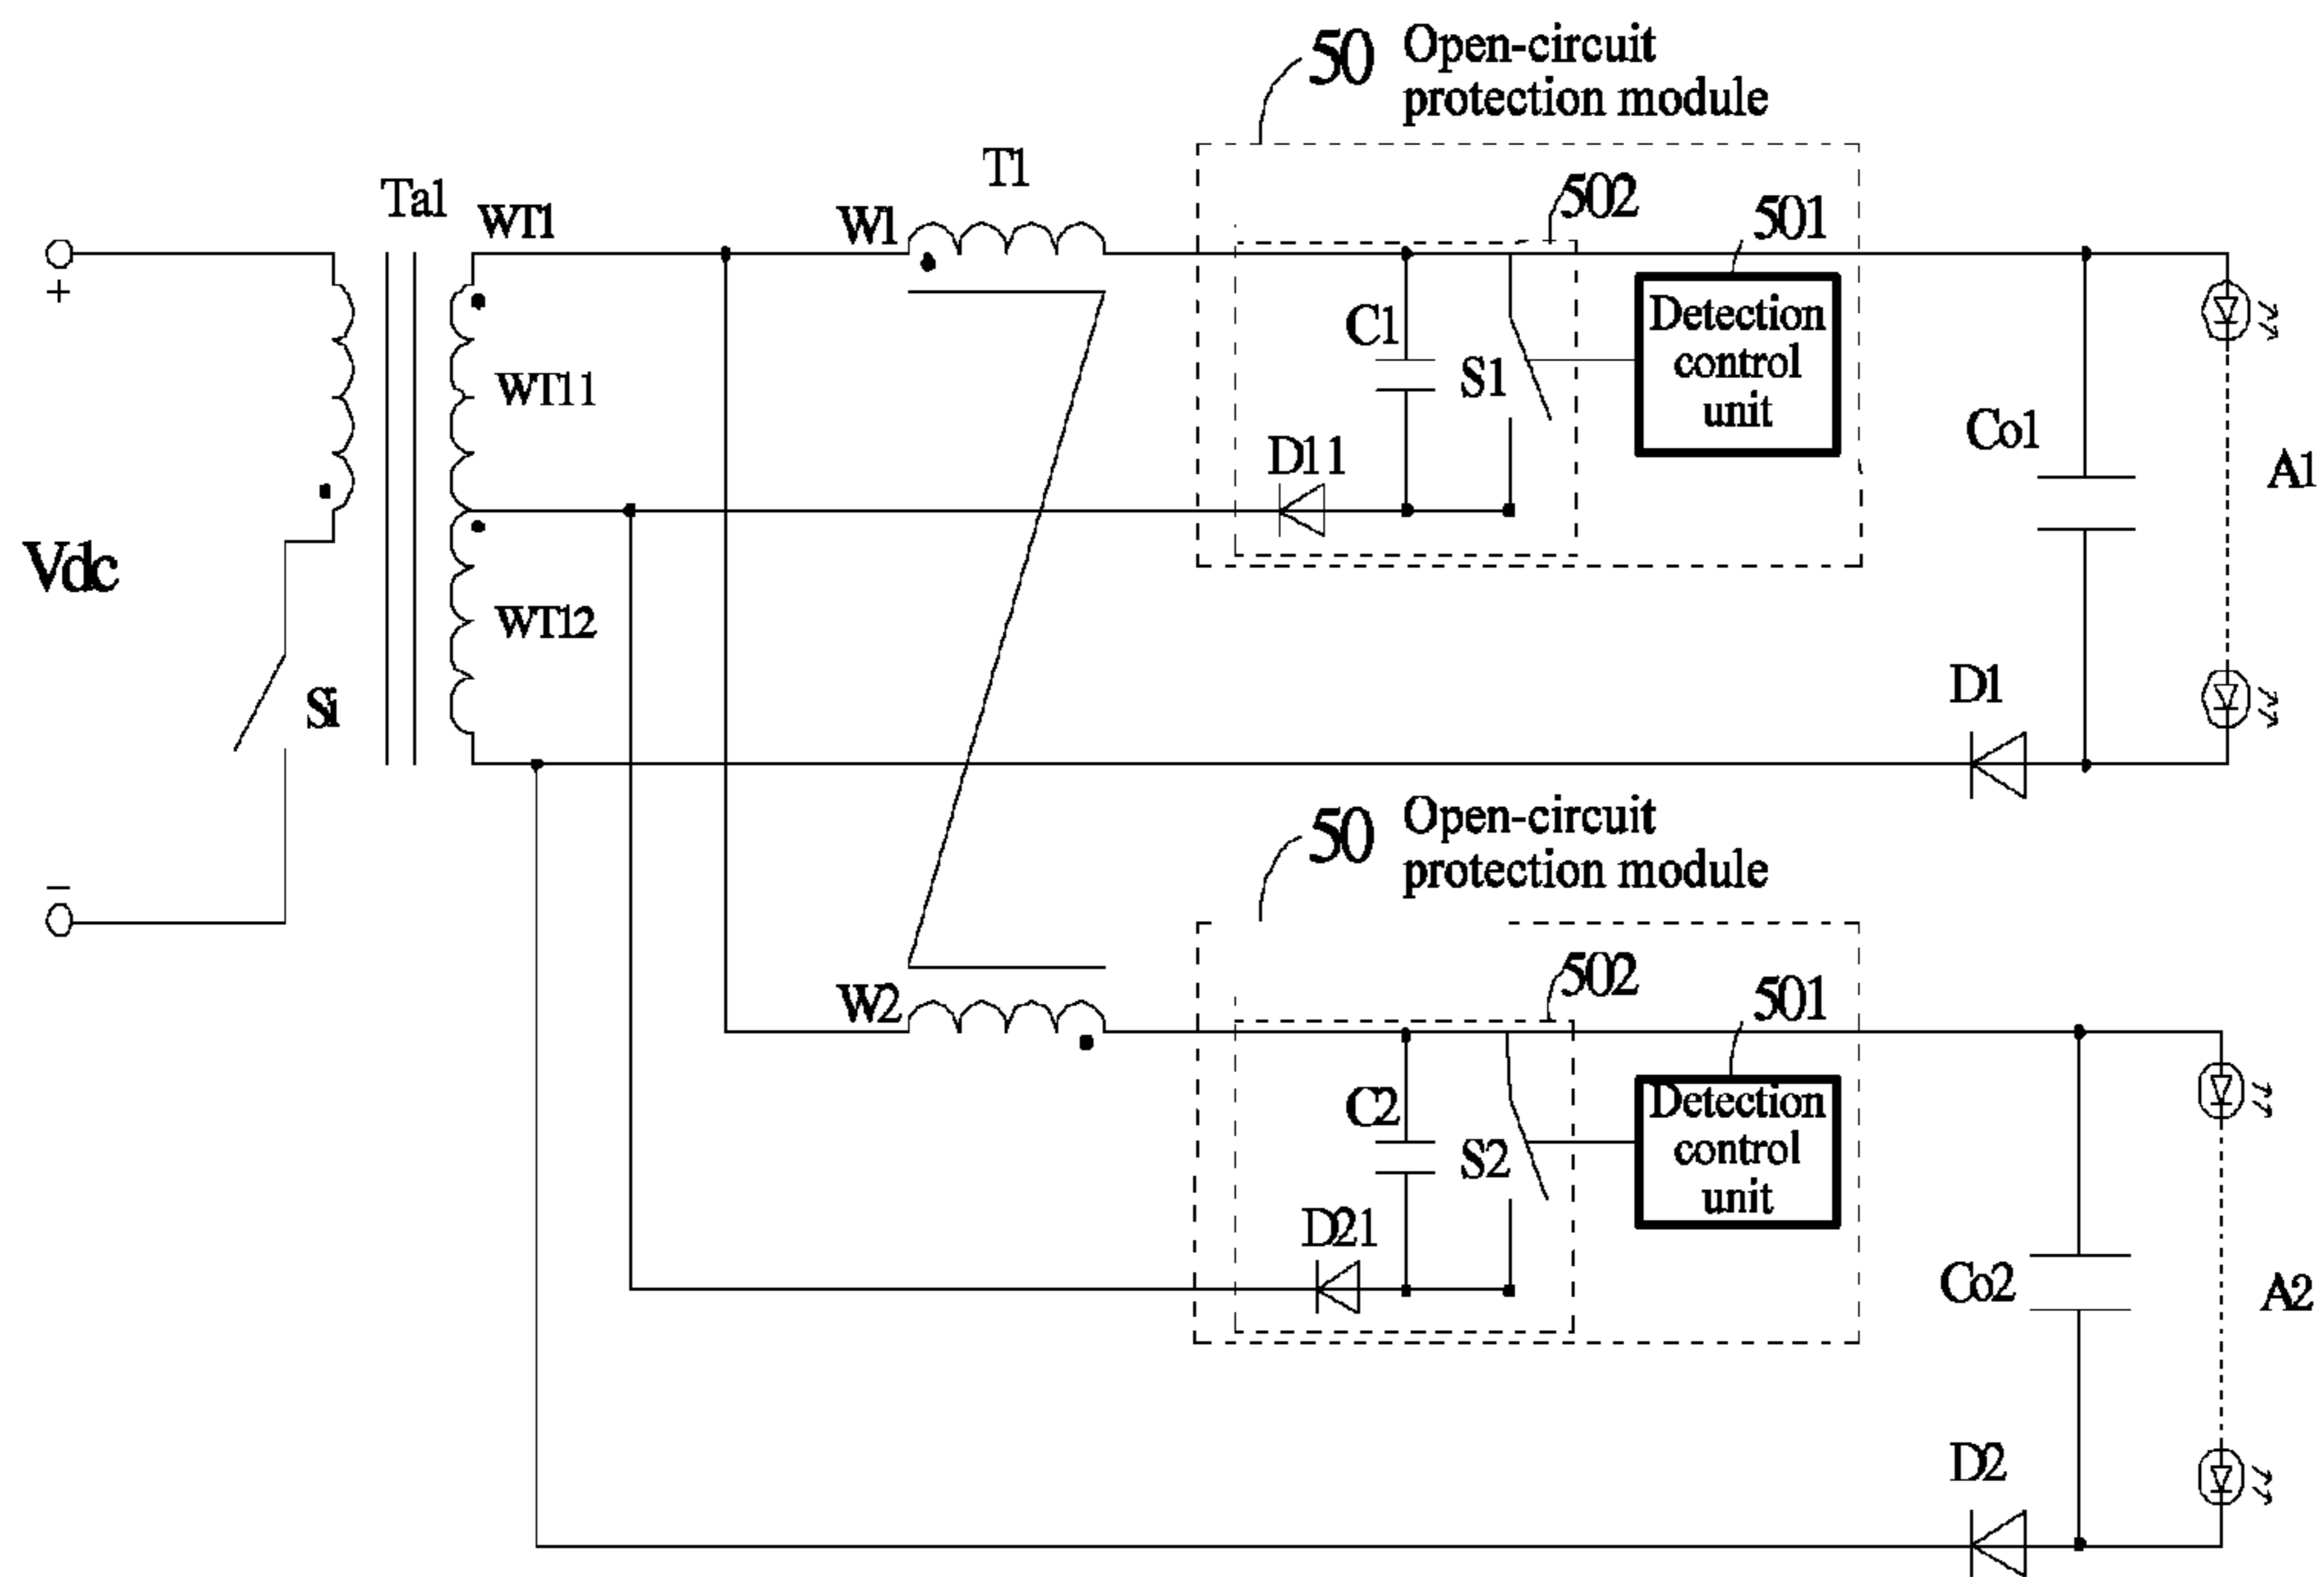 50 Open-circuit
protection module
T1
Ta1
WT1
W1
502
501
+
C1
S1
Detection
control
unit
WT11
Co1
A1
D11
Vdc
WT12
Si
D1
50 Open-circuit
protection module
−
W2
502
501
C2
S2
Detection
control
unit
D21
Co2
A2
D2